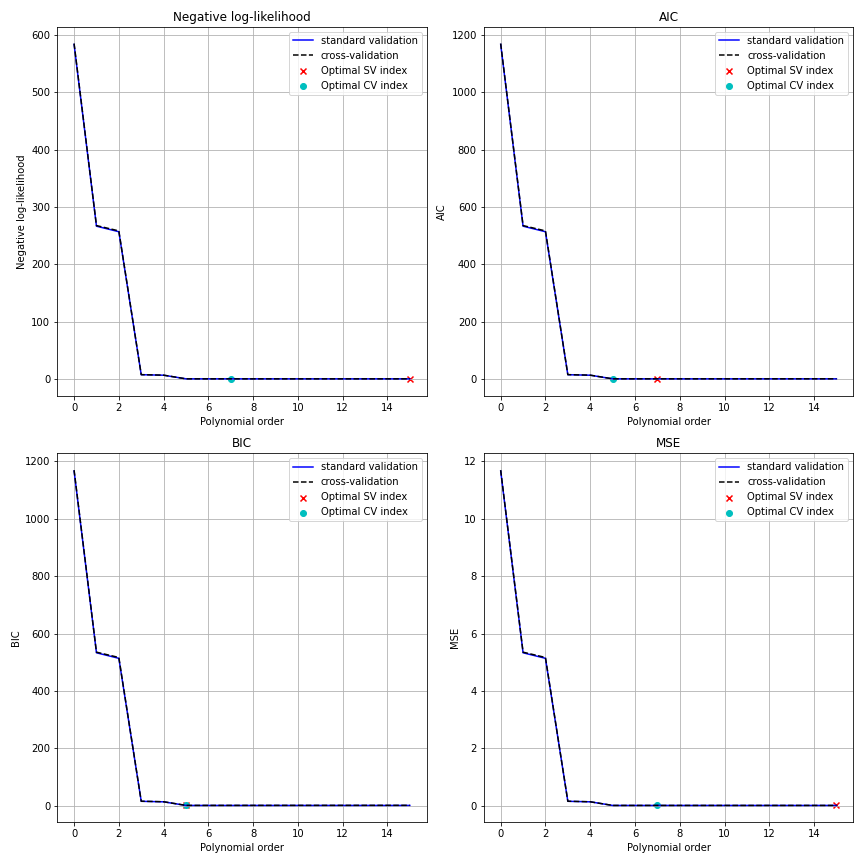 Negative log-likelihood
600
500
400
300
200
100
0
Negative log-likelihood
0 2 4 6 8 10 12 14
Polynomial order
standard validation
cross-validation
Optimal SV index
Optimal CV index
AIC
1200
1000
800
600
400
200
0
AIC
0 2 4 6 8 10 12 14
Polynomial order
standard validation
cross-validation
Optimal SV index
Optimal CV index
BIC
1200
1000
800
600
400
200
0
BIC
0 2 4 6 8 10 12 14
Polynomial order
standard validation
cross-validation
Optimal SV index
Optimal CV index
MSE
12
10
8
6
4
2
0
MSE
0 2 4 6 8 10 12 14
Polynomial order
standard validation
cross-validation
Optimal SV index
Optimal CV index